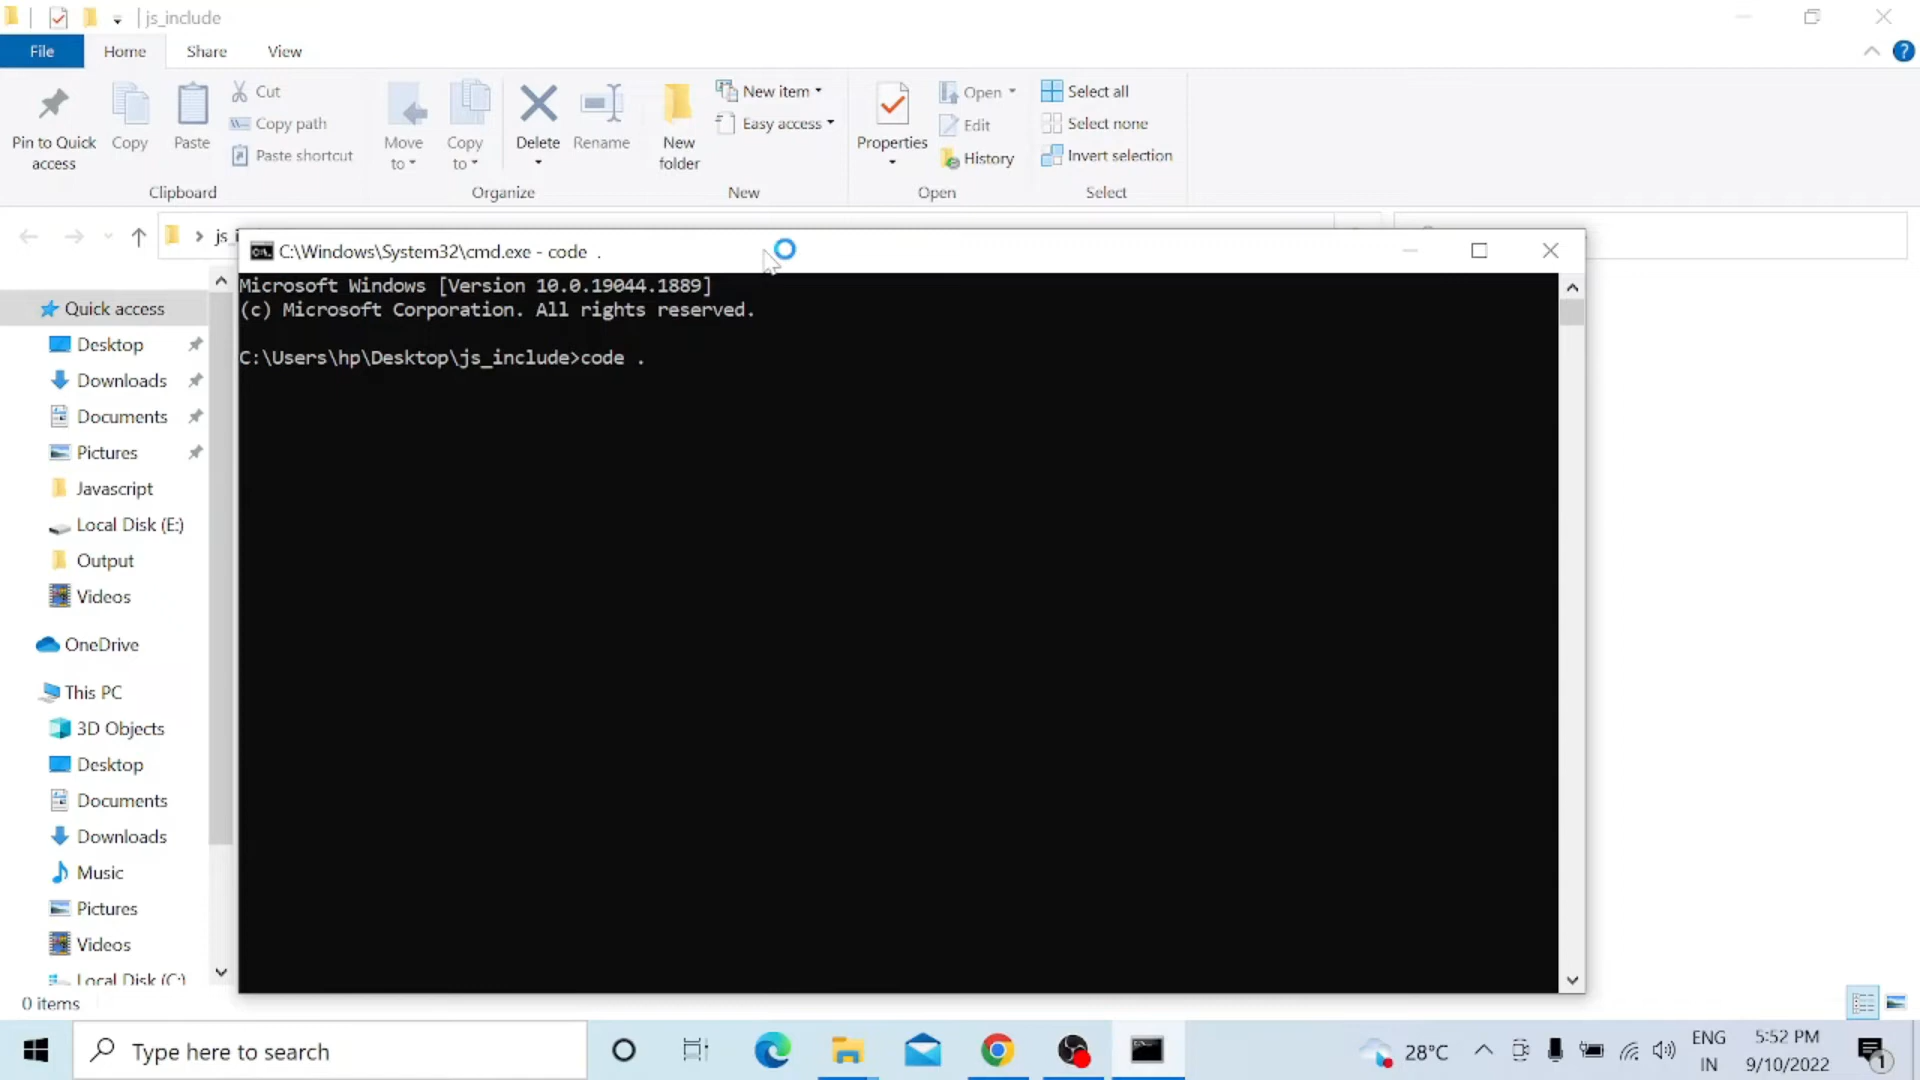 js_include
File Home Share View
Pin to Quick access
Copy
Paste
Cut
Copy path
Paste shortcut
Clipboard
Move to
Copy to
Delete
Rename
Organize
New folder
New item
Easy access
New
Properties
Open
Edit
History
Open
Select all
Select none
Invert selection
Select
C:\Windows\System32\cmd.exe - code .
Microsoft Windows [Version 10.0.19044.1889]
(c) Microsoft Corporation. All rights reserved.
C:\Users\hp\Desktop\js_include>code .
Quick access
Desktop
Downloads
Documents
Pictures
Javascript
Local Disk (E:)
Output
Videos
OneDrive
This PC
3D Objects
Desktop
Documents
Downloads
Music
Pictures
Videos
Local Disk (C:)
0 items
Type here to search
28°C
ENG
IN
5:52 PM
9/10/2022
1